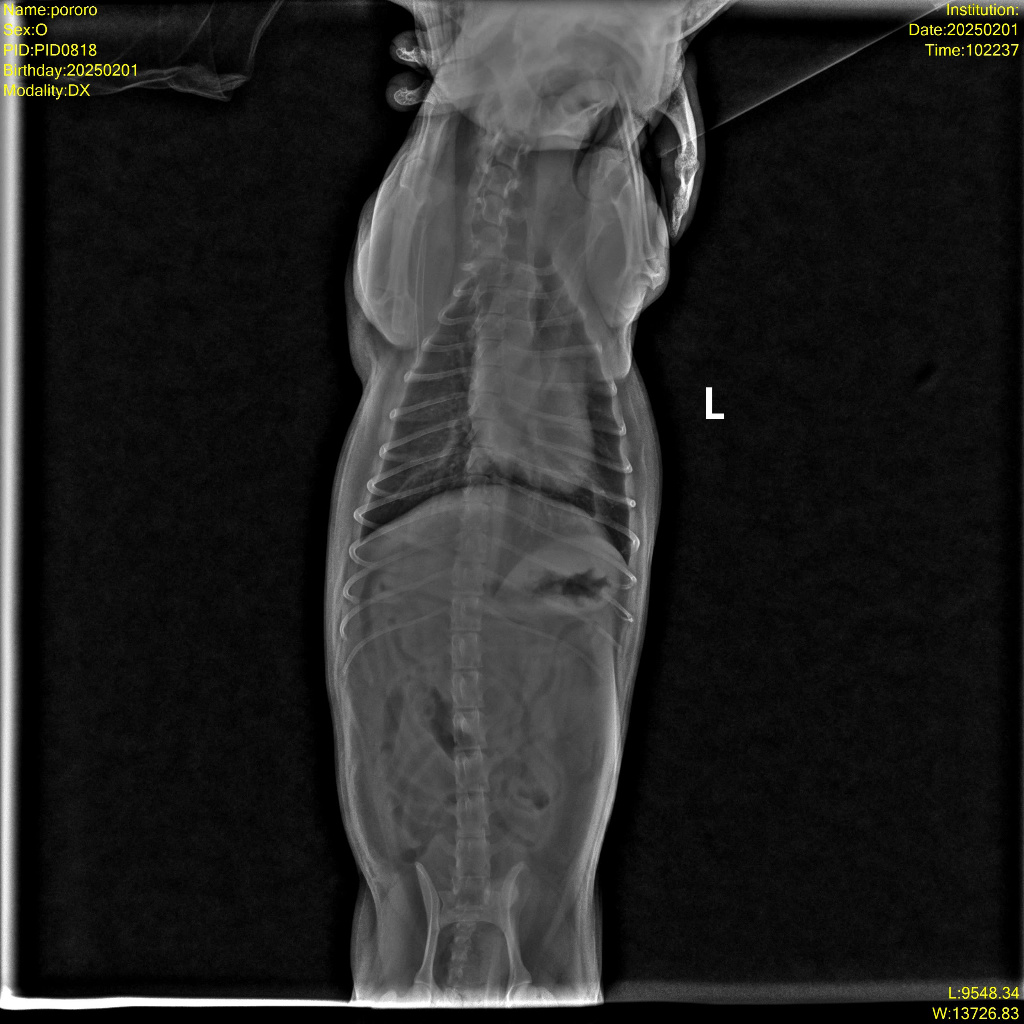 Name:pororo
Sex:O
PID:PID0818
Birthday:20250201
Modality:DX
Institution:
Date:20250201
Time:102237
L
L:9548.34
W:13726.83